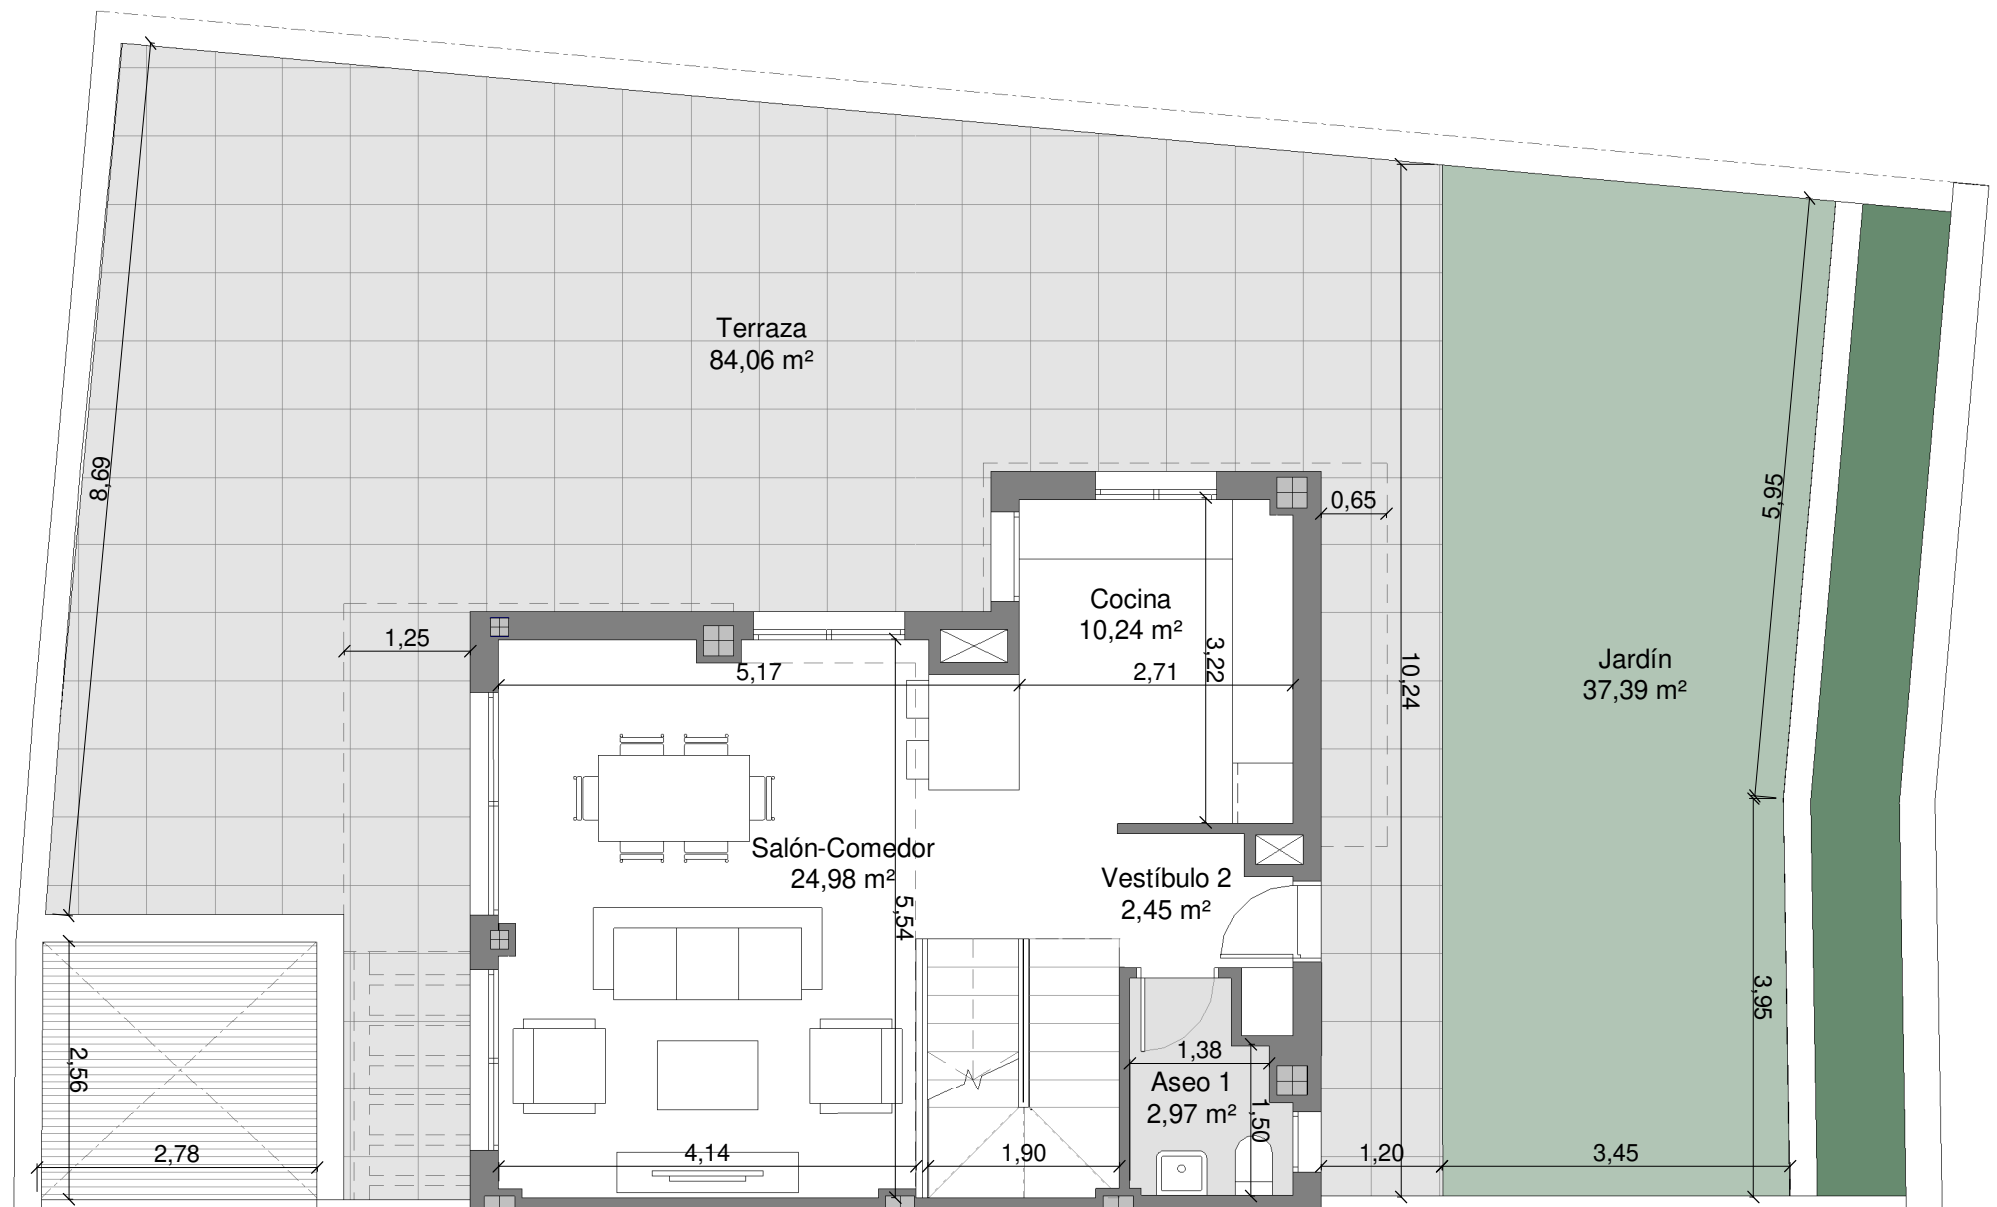 Terraza
84,06 m²
8,69
5,95
0,65
Cocina
10,24 m²
1,25
3,22
5,17
2,71
10,24
Jardín
37,39 m²
Salón-Comedor
24,98 m²
5,54
Vestíbulo 2
2,45 m²
3,95
2,56
1,38
Aseo 1
2,97 m²
1,50
2,78
4,14
1,90
1,20
3,45